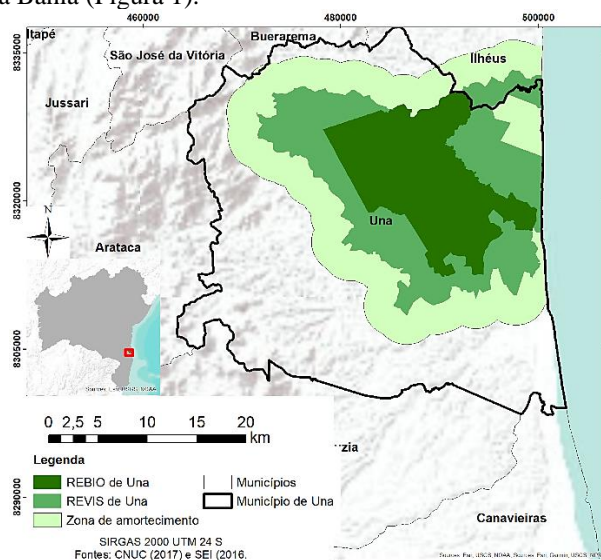 a Bahia (Figura 1).
460000 480000 500000
Itapé
Buerarema
São José da Vitória
Ilhéus
8335000
Jussari
8320000
Una
Arataca
N
8305000
0 2,5 5 10 15 20
km
Legenda
REBIO de Una
Municípios
REVIS de Una
Município de Una
Zona de amortecimento
zia
8290000
Canavieiras
SIRGAS 2000 UTM 24 S
Fontes: CNUC (2017) e SEI (2016.